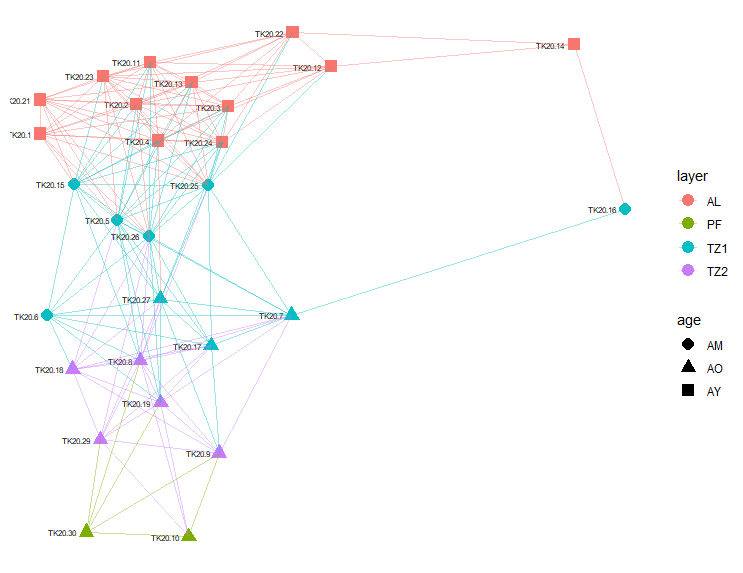 TK20.22
TK20.14
TK20.11
TK20.12
TK20.23
TK20.13
TK20.21
TK20.2
TK20.3
TK20.1
TK20.4
TK20.24
TK20.15
TK20.25
layer
AL
TK20.16
TK20.5
PF
TK20.26
TZ1
TZ2
TK20.27
TK20.6
TK20.7
age
TK20.17
AM
TK20.8
TK20.18
AO
AY
TK20.19
TK20.29
TK20.9
TK20.30
TK20.10